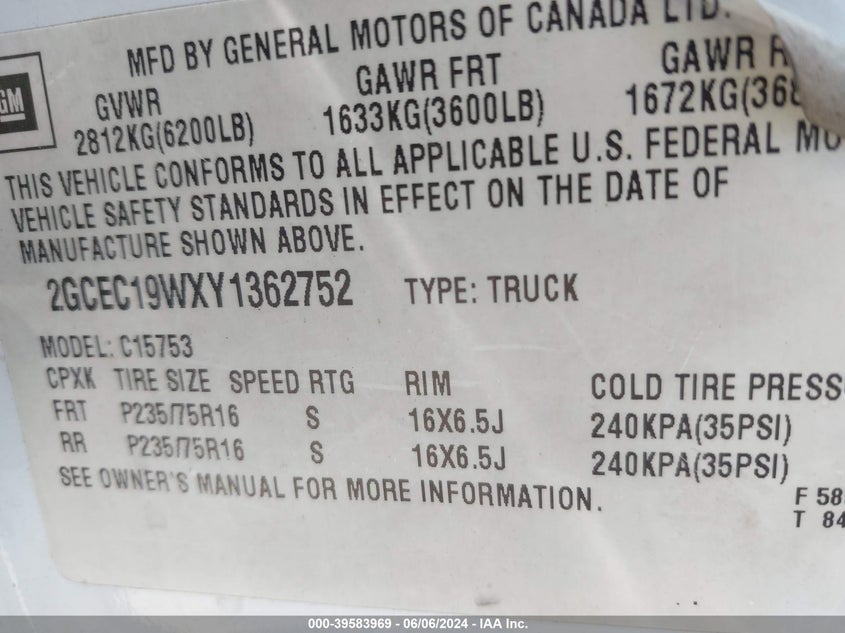 MFD BY GENERAL MOTORS OF CANADA LTD.
GM
GVWR GAWR FRT GAWR
2812KG(6200LB) 1633KG(3600LB) 1672KG(368
THIS VEHICLE CONFORMS TO ALL APPLICABLE U.S. FEDERAL MO
VEHICLE SAFETY STANDARDS IN EFFECT ON THE DATE OF
MANUFACTURE SHOWN ABOVE.
2GCEC19WXY1362752 TYPE: TRUCK
MODEL: C15753
CPXK TIRE SIZE SPEED RTG RIM COLD TIRE PRESS
FRT P235/75R16 S 16X6.5J 240KPA(35PSI)
RR P235/75R16 S 16X6.5J 240KPA(35PSI)
SEE OWNER'S MANUAL FOR MORE INFORMATION.
F 58
T 84
000-39583969 - 06/06/2024 - IAA Inc.